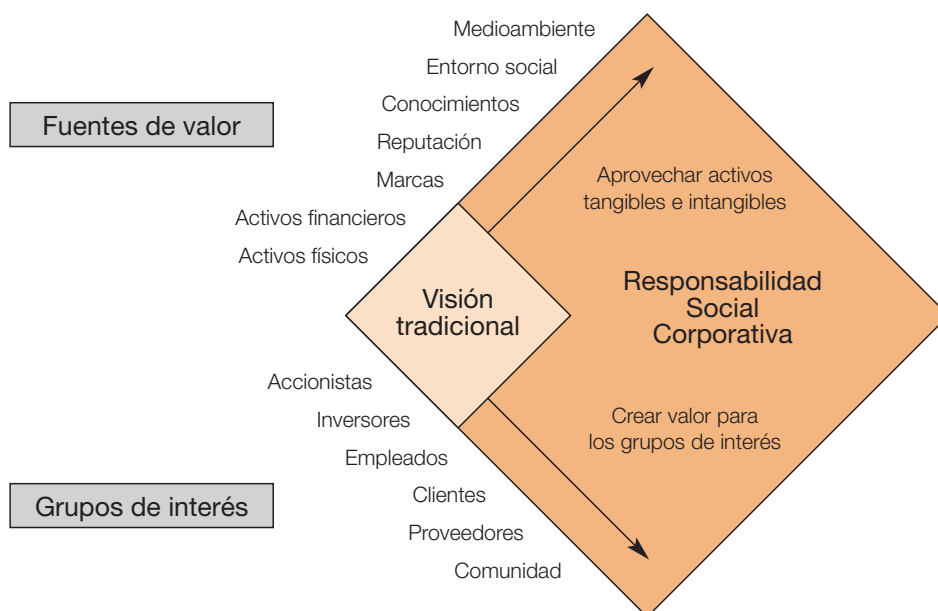 Medioambiente
Entorno social
Conocimientos
Fuentes de valor
Reputación
Marcas
Aprovechar activos
tangibles e intangibles
Activos financieros
Activos físicos
Visión
tradicional
Responsabilidad
Social
Corporativa
Accionistas
Inversores
Crear valor para
los grupos de interés
Empleados
Clientes
Grupos de interés
Proveedores
Comunidad